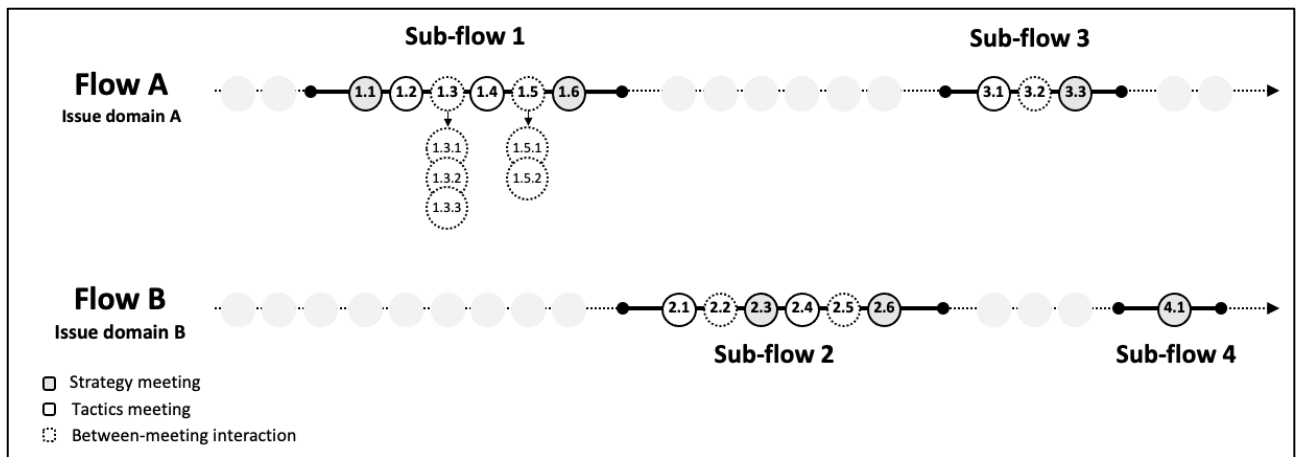 Sub-flow 1
Sub-flow 3
Flow A
Issue domain A
1.1 1.2 1.3 1.4 1.5 1.6
3.1 3.2 3.3
1.3.1
1.3.2
1.3.3
1.5.1
1.5.2
Flow B
Issue domain B
2.1 2.2 2.3 2.4 2.5 2.6
4.1
Sub-flow 2
Sub-flow 4
Strategy meeting
Tactics meeting
Between-meeting interaction